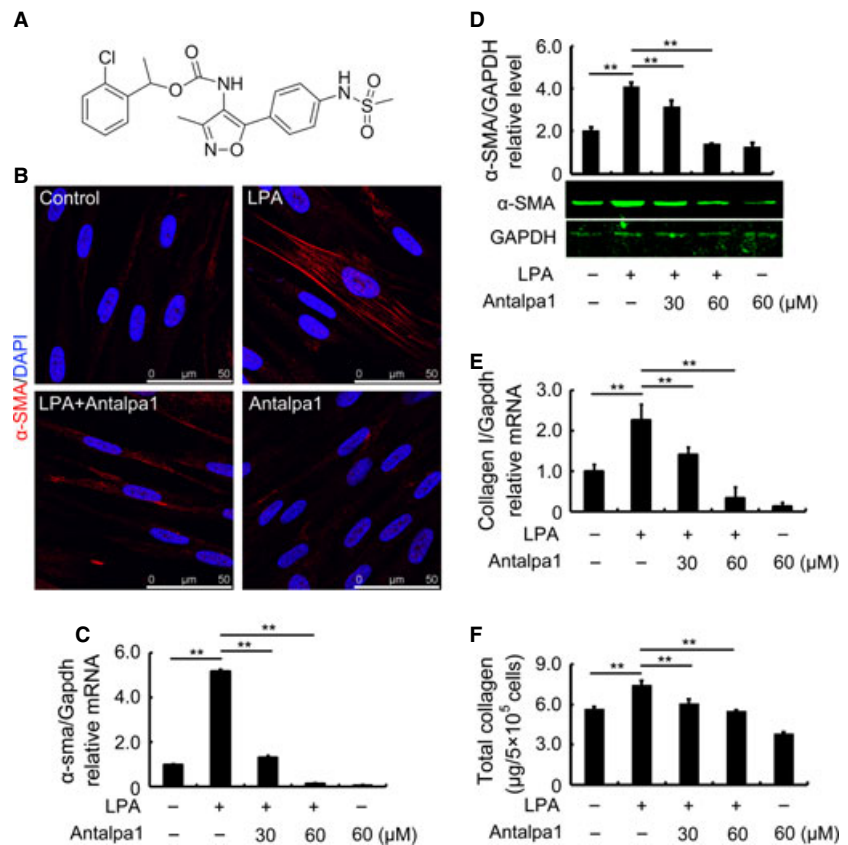 A
Cl
O
O
NH
H
N
S
O
O
N
O
B
Control
LPA
0 µm 50
0 µm 50
LPA+Antalpa1
Antalpa1
0 µm 50
0 µm 50
α-SMA/DAPI
C
α-sma/Gapdh
relative mRNA
6.0
4.0
2.0
0
**
**
**
LPA – + + + –
Antalpa1 – – 30 60 60 (µM)
D
α-SMA/GAPDH
relative level
6.0
4.0
2.0
0
**
**
**
α-SMA
GAPDH
LPA – + + + –
Antalpa1 – – 30 60 60 (µM)
E
Collagen I/Gapdh
relative mRNA
3.0
2.0
1.0
0
**
**
**
LPA – + + + –
Antalpa1 – – 30 60 60 (µM)
F
Total collagen
(µg/5×10⁵ cells)
9.0
6.0
3.0
0
**
**
**
LPA – + + + –
Antalpa1 – – 30 60 60 (µM)